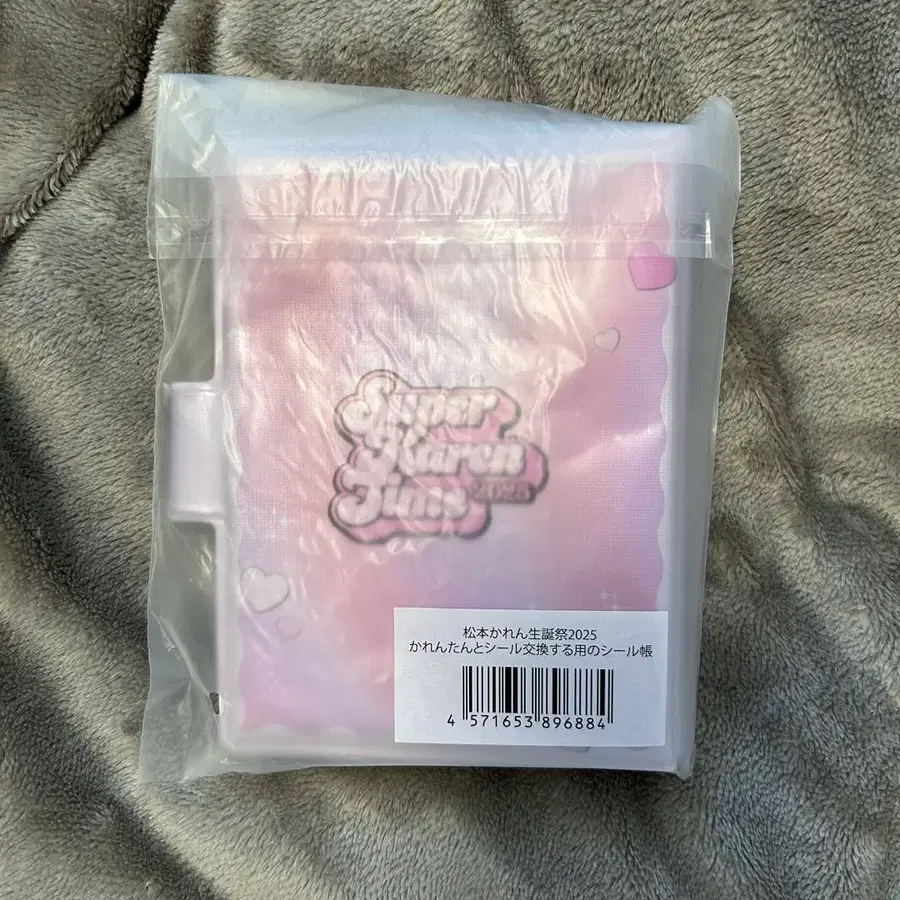 Super
Karen
Time 2025
松本かれん生誕祭2025
かれんたんとシール交換する用のシール帳
4 571653 896884